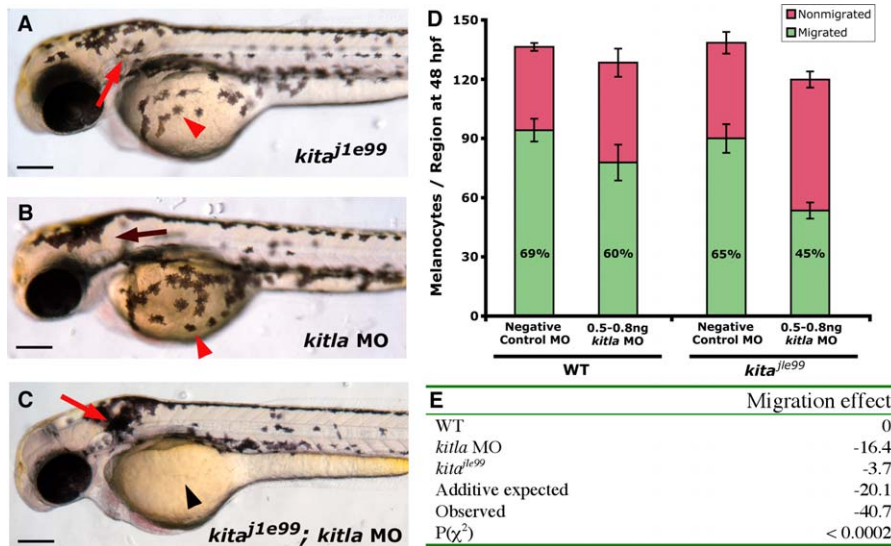 A
kita^j1e99
B
kitla MO
C
kita^j1e99; kitla MO
D
Nonmigrated
Migrated
Melanocytes / Region at 48 hpf
150
120
90
60
30
0
69%
60%
65%
45%
Negative Control MO
0.5-0.8ng kitla MO
Negative Control MO
0.5-0.8ng kitla MO
WT
kita^jle99
E
Migration effect
WT 0
kitla MO -16.4
kita^jle99 -3.7
Additive expected -20.1
Observed -40.7
P(χ²) < 0.0002